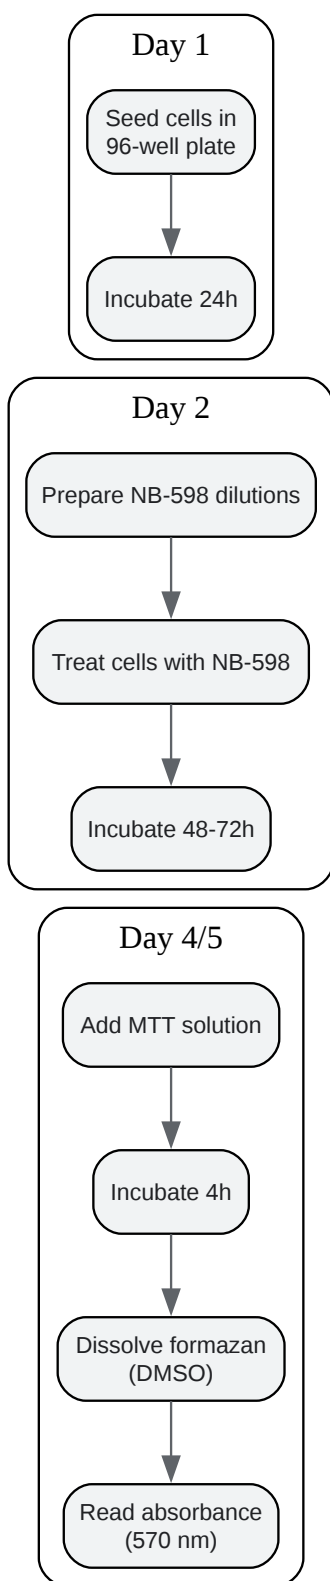 Day 1
Seed cells in
96-well plate
Incubate 24h
Day 2
Prepare NB-598 dilutions
Treat cells with NB-598
Incubate 48-72h
Day 4/5
Add MTT solution
Incubate 4h
Dissolve formazan
(DMSO)
Read absorbance
(570 nm)